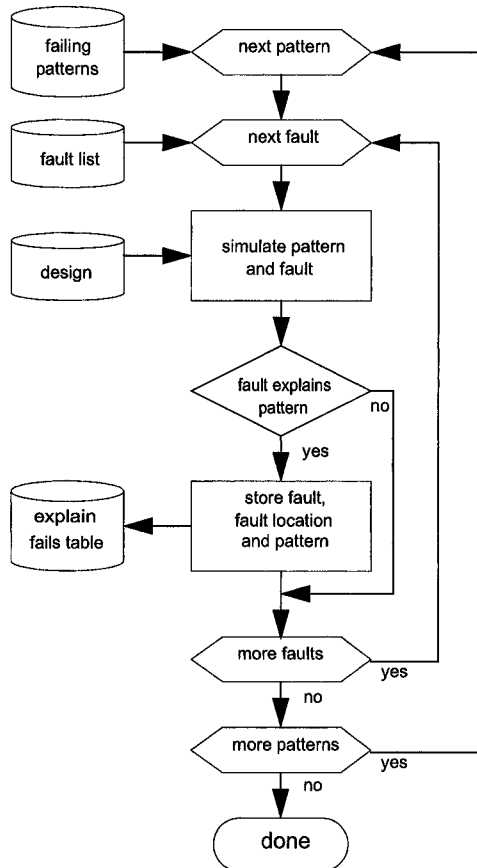 failing
patterns
next pattern
fault list
next fault
design
simulate pattern
and fault
fault explains
pattern
no
yes
explain
fails table
store fault,
fault location
and pattern
more faults
yes
no
more patterns
yes
no
done